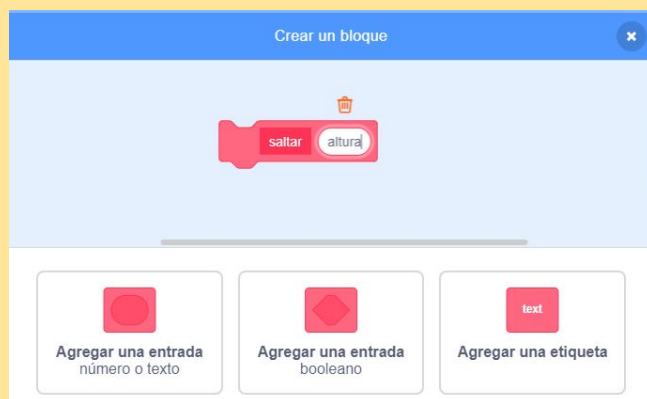 Crear un bloque
saltar altura
Agregar una entrada
número o texto
Agregar una entrada
booleano
text
Agregar una etiqueta